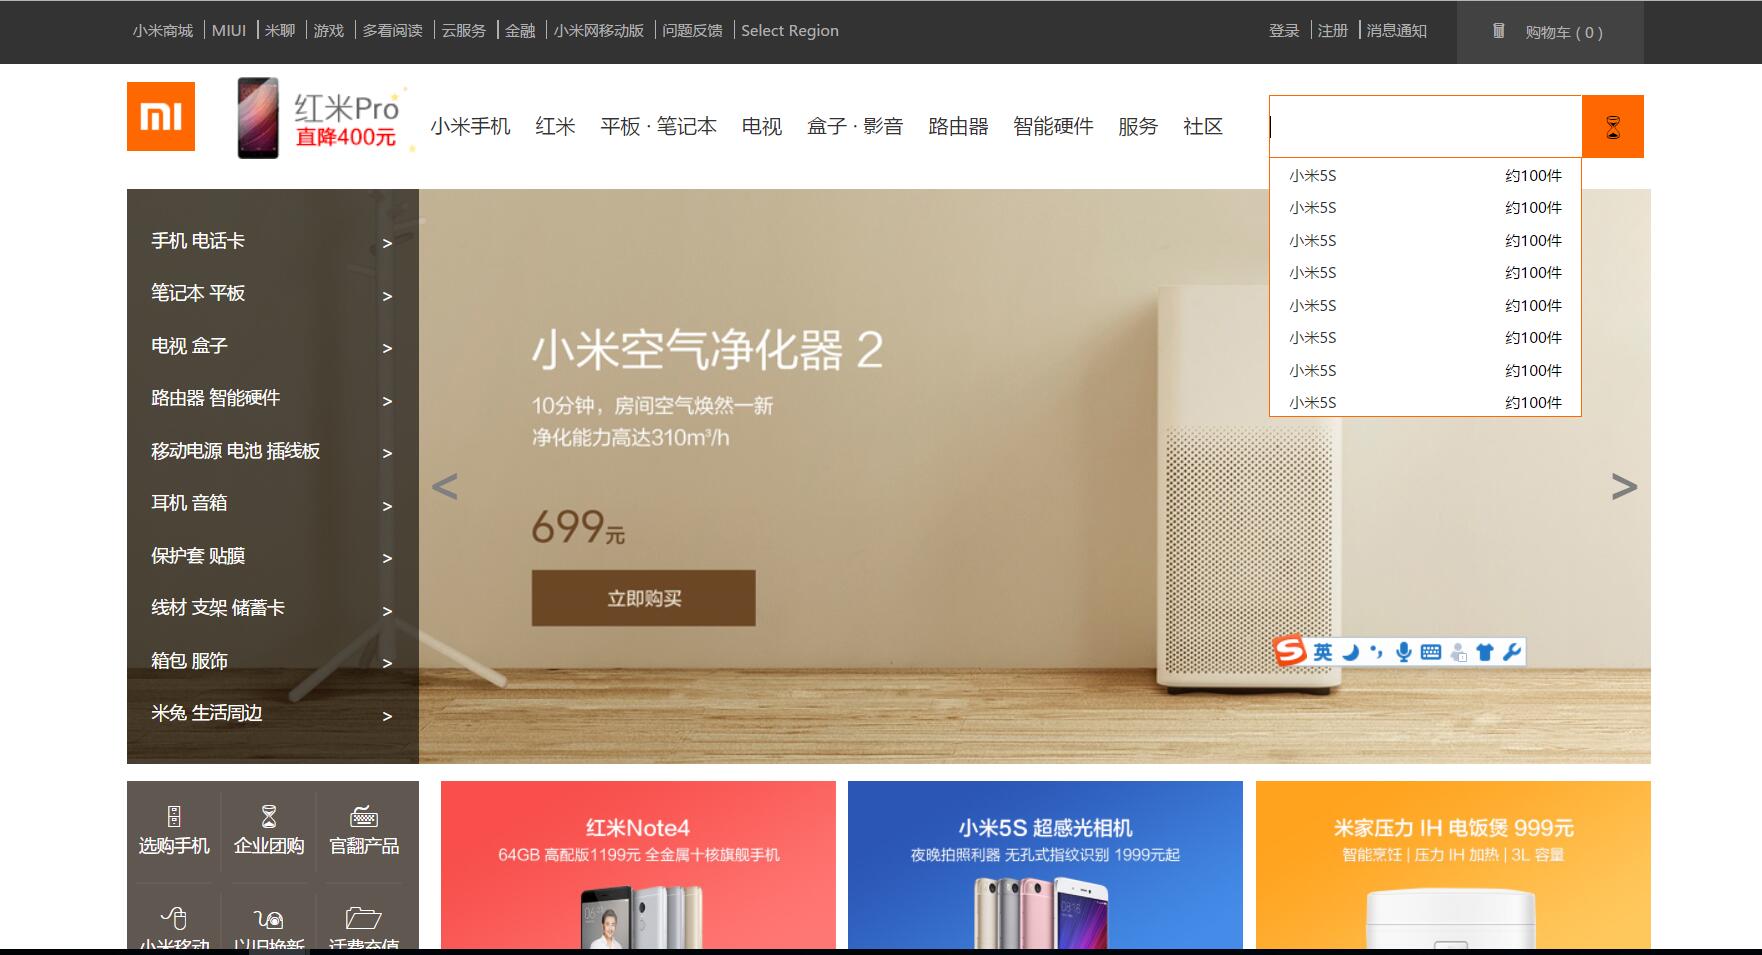 小米商城 MIUI 米聊 游戏 多看阅读 云服务 金融 小米网移动版 问题反馈 Select Region 登录 注册 消息通知 购物车 ( 0 )
红米Pro
直降400元
小米手机 红米 平板 · 笔记本 电视 盒子 · 影音 路由器 智能硬件 服务 社区
小米5S 约100件
小米5S 约100件
小米5S 约100件
小米5S 约100件
小米5S 约100件
小米5S 约100件
小米5S 约100件
小米5S 约100件
手机 电话卡 >
笔记本 平板 >
电视 盒子 >
路由器 智能硬件 >
移动电源 电池 插线板 >
耳机 音箱 >
保护套 贴膜 >
线材 支架 储蓄卡 >
箱包 服饰 >
米兔 生活周边 >
< >
小米空气净化器 2
10分钟，房间空气焕然一新
净化能力高达310m³/h
699元
立即购买
英
选购手机 企业团购 官翻产品
小米移动 以旧换新 话费充值
红米Note4
64GB 高配版1199元 全金属十核旗舰手机
小米5S 超感光相机
夜晚拍照利器 无孔式指纹识别 1999元起
米家压力 IH 电饭煲 999元
智能烹饪 | 压力 IH 加热 | 3L 容量